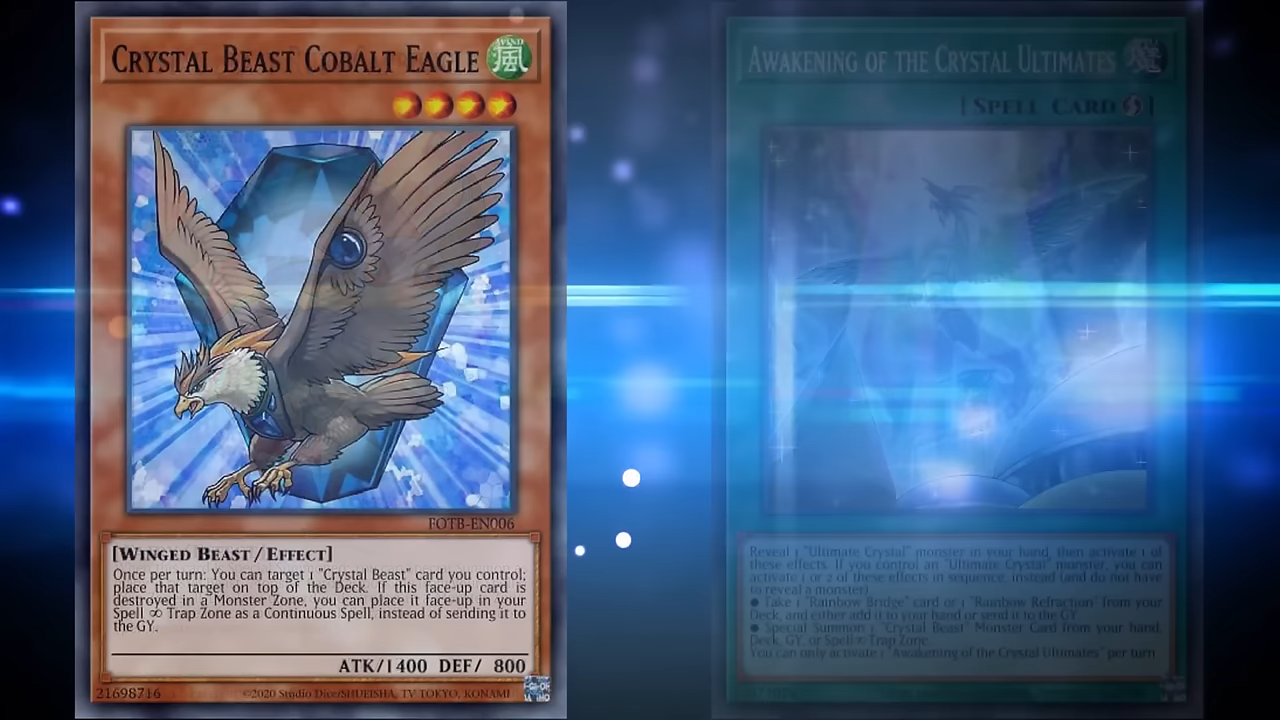 CRYSTAL BEAST COBALT EAGLE
WIND
風
FOTB-EN006
[WINGED BEAST/EFFECT]
Once per turn: You can target 1 "Crystal Beast" card you control;
place that target on top of the Deck. If this face-up card is
destroyed in a Monster Zone, you can place it face-up in your
Spell & Trap Zone as a Continuous Spell, instead of sending it to
the GY.
ATK/1400 DEF/ 800
21698716
©2020 Studio Dice/SHUEISHA, TV TOKYO, KONAMI
AWAKENING OF THE CRYSTAL ULTIMATES
魔
[SPELL CARD]
Reveal 1 "Ultimate Crystal" monster in your hand, then activate 1 of
these effects. If you control an "Ultimate Crystal" monster, you can
activate 1 or 2 of these effects in sequence, instead (and do not have
to reveal a monster).
● Take 1 "Rainbow Bridge" card or 1 "Rainbow Refraction" from your
Deck, and either add it to your hand or send it to the GY.
● Special Summon 1 "Crystal Beast" Monster Card from your hand,
Deck, GY, or Spell & Trap Zone.
You can only activate 1 "Awakening of the Crystal Ultimates" per turn